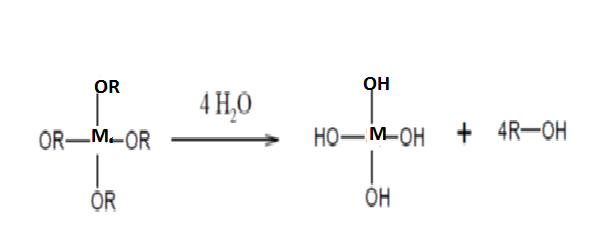 OR
OR—M—OR
OR
4 H₂O
OH
HO—M—OH
OH
+ 4R—OH